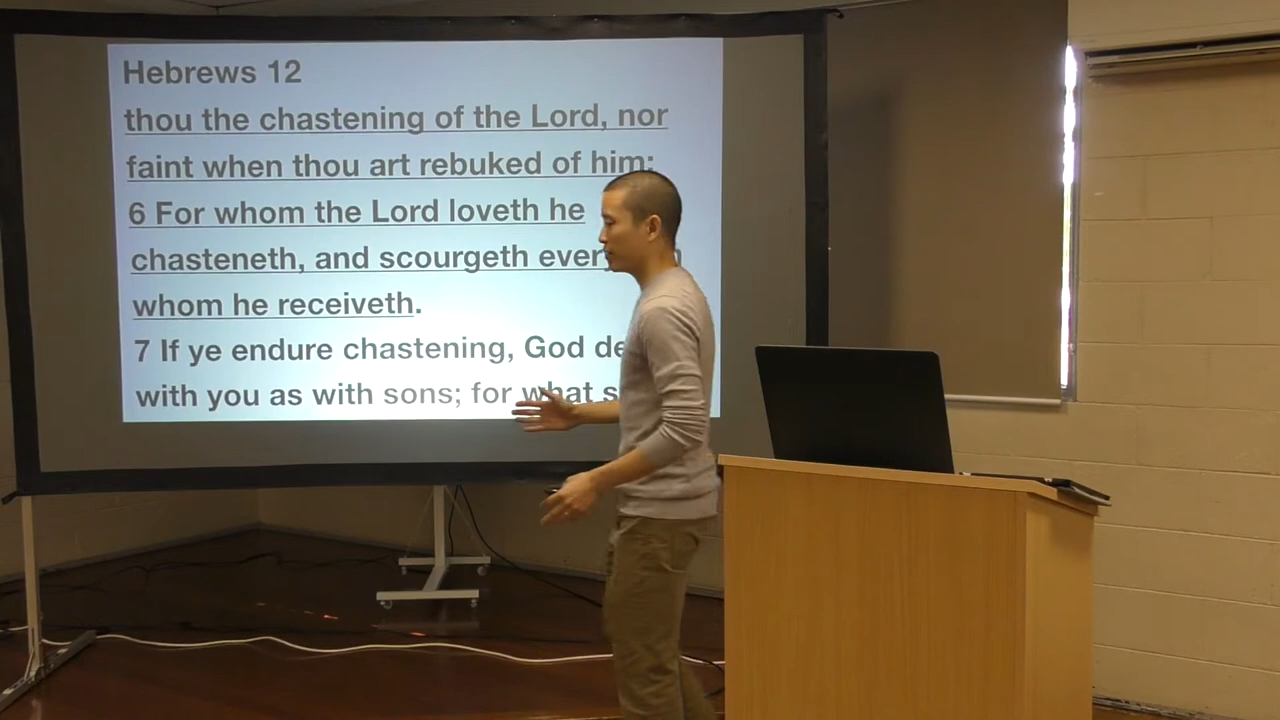 Hebrews 12
thou the chastening of the Lord, nor
faint when thou art rebuked of him:
6 For whom the Lord loveth he
chasteneth, and scourgeth every
whom he receiveth.
7 If ye endure chastening, God
with you as with sons; for what